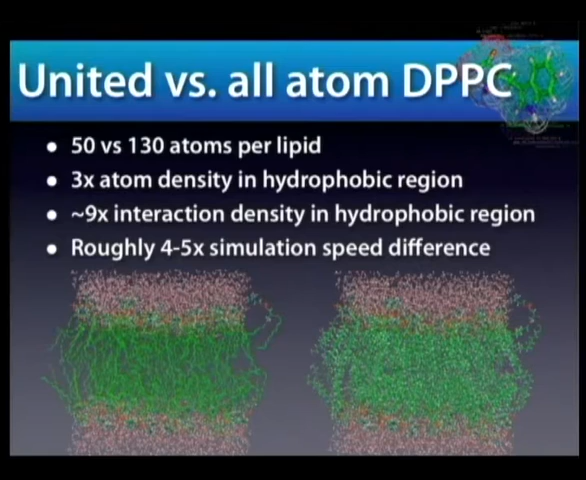 United vs. all atom DPPC
• 50 vs 130 atoms per lipid
• 3x atom density in hydrophobic region
• ~9x interaction density in hydrophobic region
• Roughly 4-5x simulation speed difference